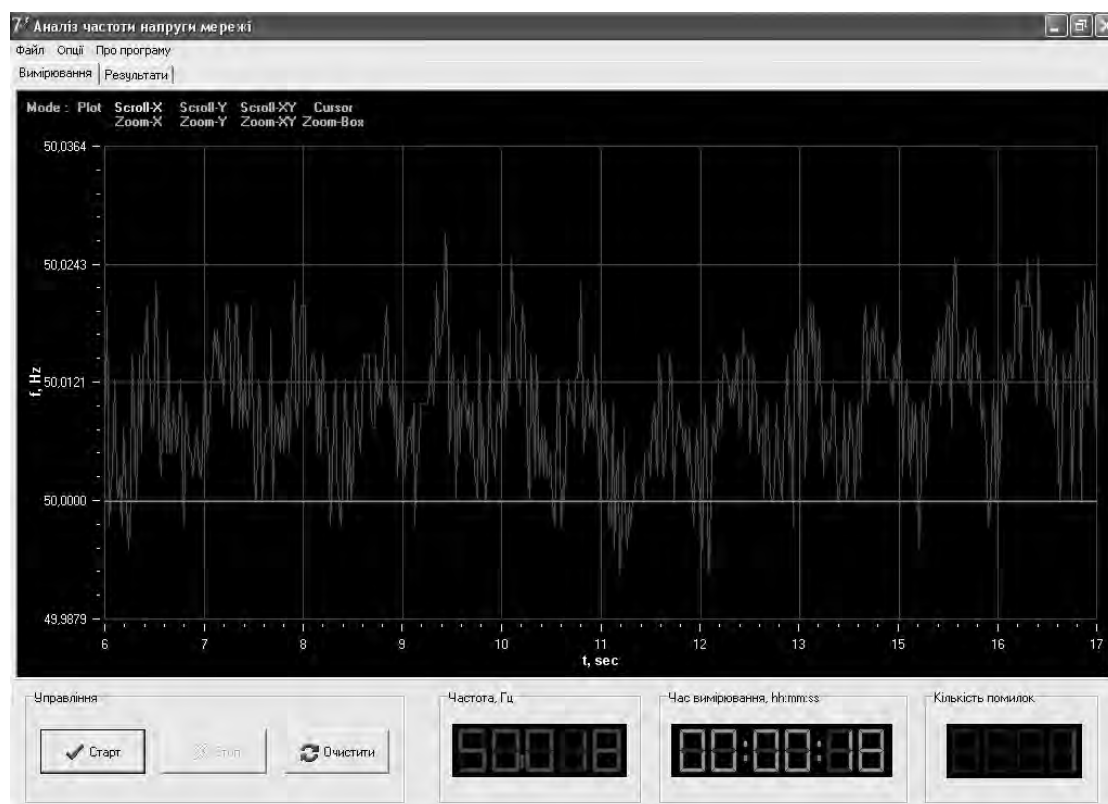 Аналіз частоти напруги мережі
Файл Опції Про програму
Вимірювання Результати
Mode : Plot Scroll-X Scroll-Y Scroll-XY Cursor
Zoom-X Zoom-Y Zoom-XY Zoom-Box
50,0364
50,0243
f, Hz
50,0121
50,0000
49,9879
6 7 8 9 10 11 12 13 15 16 17
t, sec
Управління Частота, Гц Час вимірювання, hh:mm:ss Кількість помилок
Старт Стоп Очистити 50,018 00:00:18 1